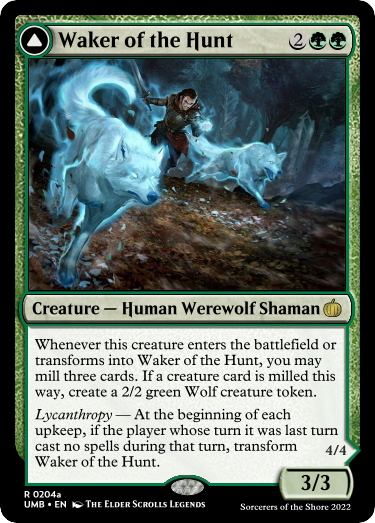 Waker of the Hunt 2
Creature — Human Werewolf Shaman
Whenever this creature enters the battlefield or
transforms into Waker of the Hunt, you may
mill three cards. If a creature card is milled this
way, create a 2/2 green Wolf creature token.
Lycanthropy — At the beginning of each
upkeep, if the player whose turn it was last turn
cast no spells during that turn, transform
Waker of the Hunt.
4/4
3/3
R 0204a
UMB • EN The Elder Scrolls Legends
Sorcerers of the Shore 2022